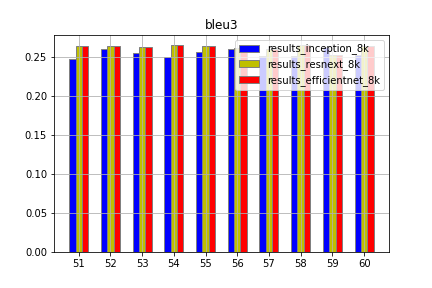 bleu3
results_inception_8k
results_resnext_8k
results_efficientnet_8k
0.25
0.20
0.15
0.10
0.05
0.00
51 52 53 54 55 56 57 58 59 60